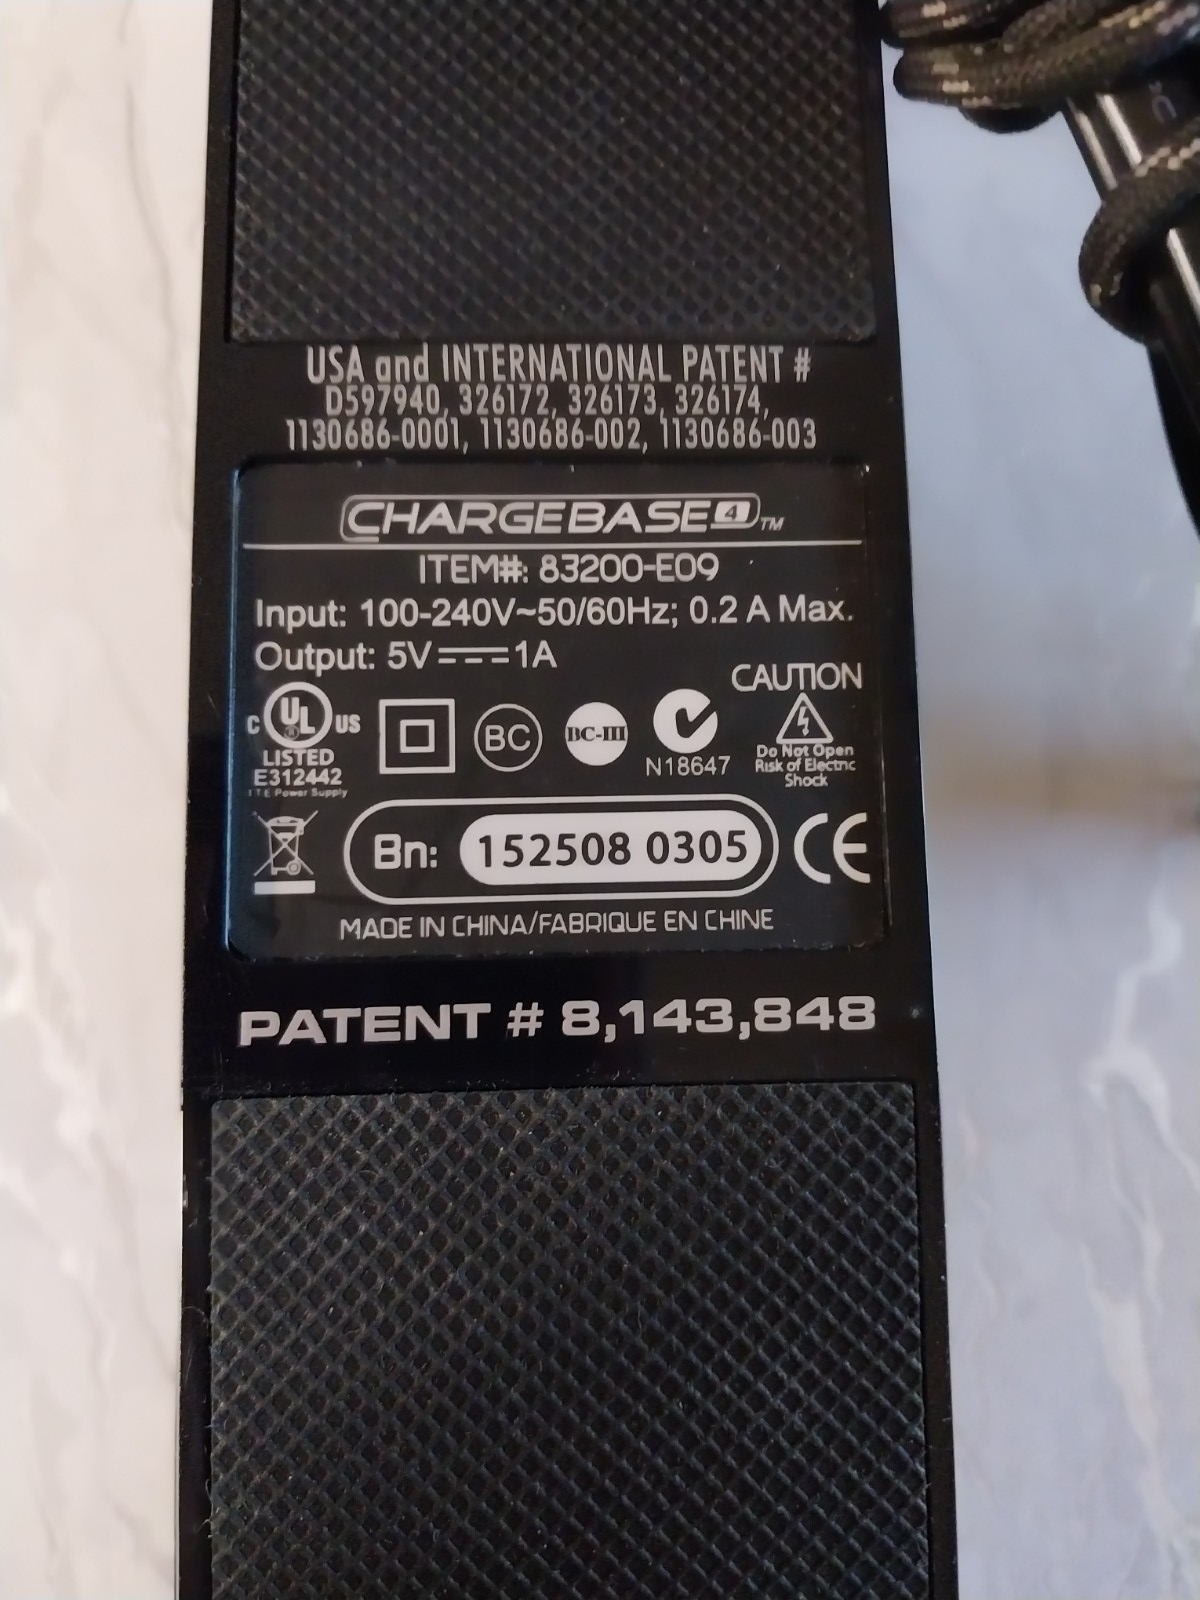 USA and INTERNATIONAL PATENT #
D597940, 326172, 326173, 326174,
1130686-0001, 1130686-002, 1130686-003
CHARGEBASE 4 TM
ITEM#: 83200-E09
Input: 100-240V~50/60Hz; 0.2 A Max.
Output: 5V⎓1A
CAUTION
C UL US
LISTED
E312442
I T E Power Supply
BC
BC-III
N18647
Do Not Open
Risk of Electric
Shock
Bn: 152508 0305
CE
MADE IN CHINA/FABRIQUE EN CHINE
PATENT # 8,143,848